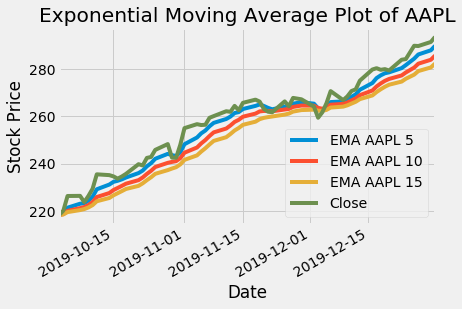 Exponential Moving Average Plot of AAPL
Stock Price
280
260
240
220
EMA AAPL 5
EMA AAPL 10
EMA AAPL 15
Close
2019-10-15
2019-11-01
2019-11-15
2019-12-01
2019-12-15
Date